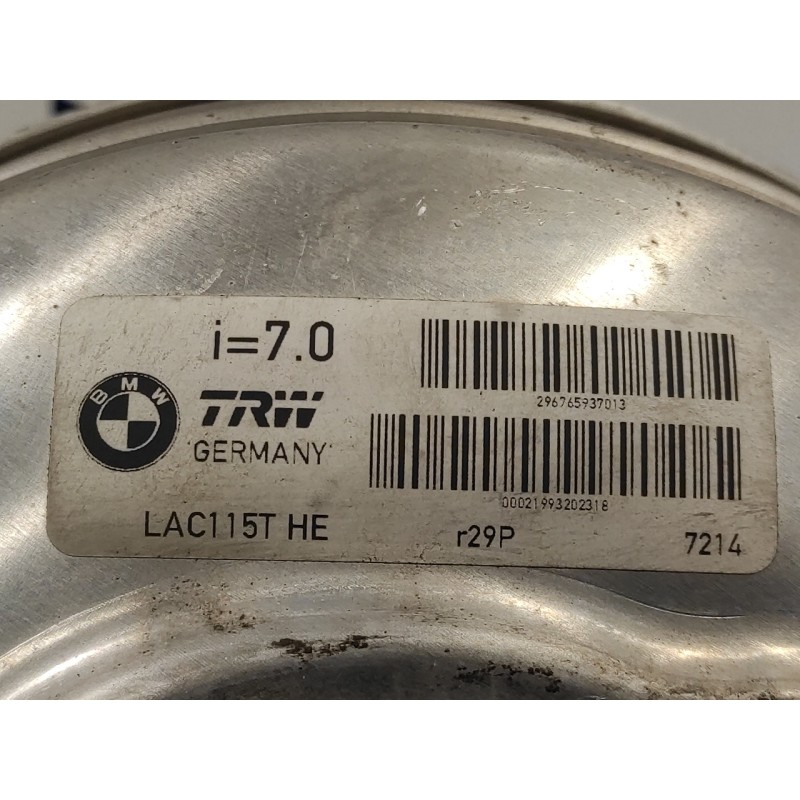 i=7.0
296765937013
BMW
TRW
GERMANY
00021993202318
LAC115T HE
r29P
7214